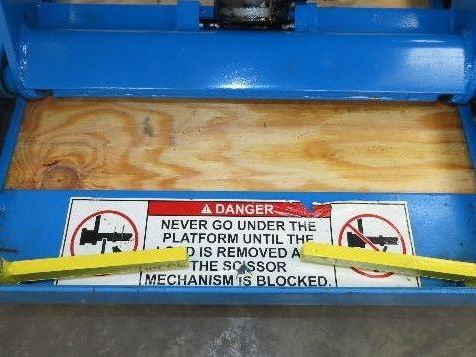 DANGER
NEVER GO UNDER THE
PLATFORM UNTIL THE
IS REMOVED
THE SCISSOR
MECHANISM IS BLOCKED.